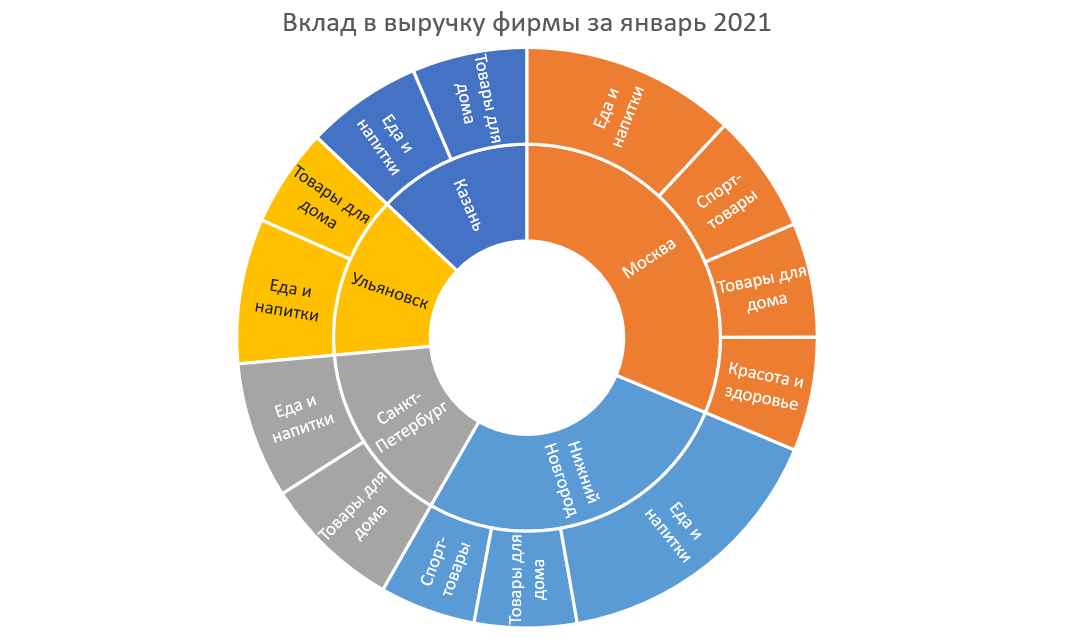 Вклад в выручку фирмы за январь 2021
Еда и
напитки
Спорт-
товары
Товары для
дома
Красота и
здоровье
Москва
Еда и
напитки
Товары для
дома
Спорт-
товары
Нижний
Новгород
Товары для
дома
Еда и
напитки
Санкт-
Петербург
Еда и
напитки
Товары для
дома
Ульяновск
Еда и
напитки
Товары для
дома
Казань